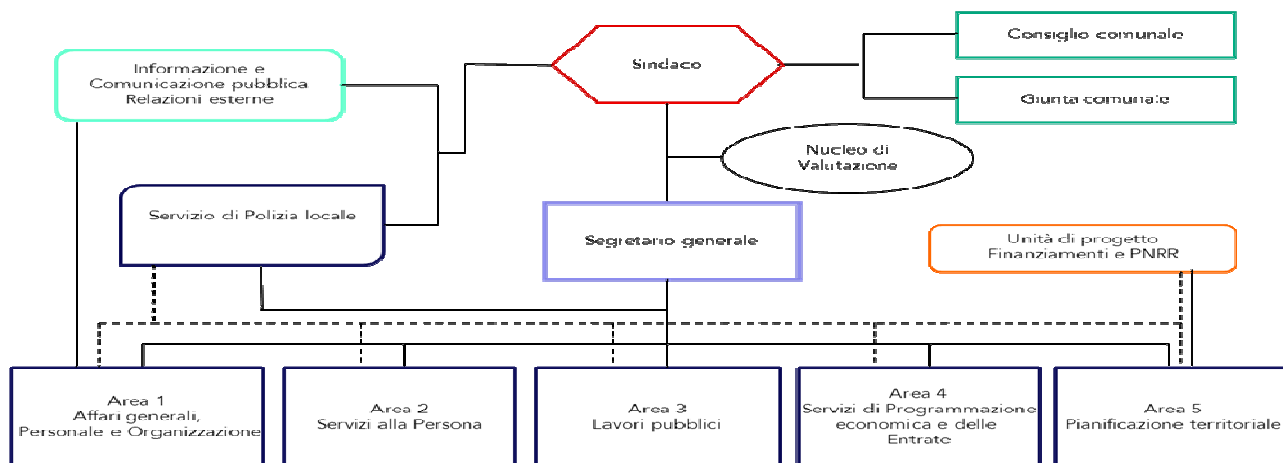 Consiglio comunale
Sindaco
Informazione e
Comunicazione pubblica
Relazioni esterne
Giunta comunale
Nucleo di
Valutazione
Servizio di Polizia locale
Segretario generale
Unità di progetto
Finanziamenti e PNRR
Area 1
Affari generali,
Personale e Organizzazione
Area 2
Servizi alla Persona
Area 3
Lavori pubblici
Area 4
Servizi di Programmazione
economica e delle
Entrate
Area 5
Pianificazione territoriale